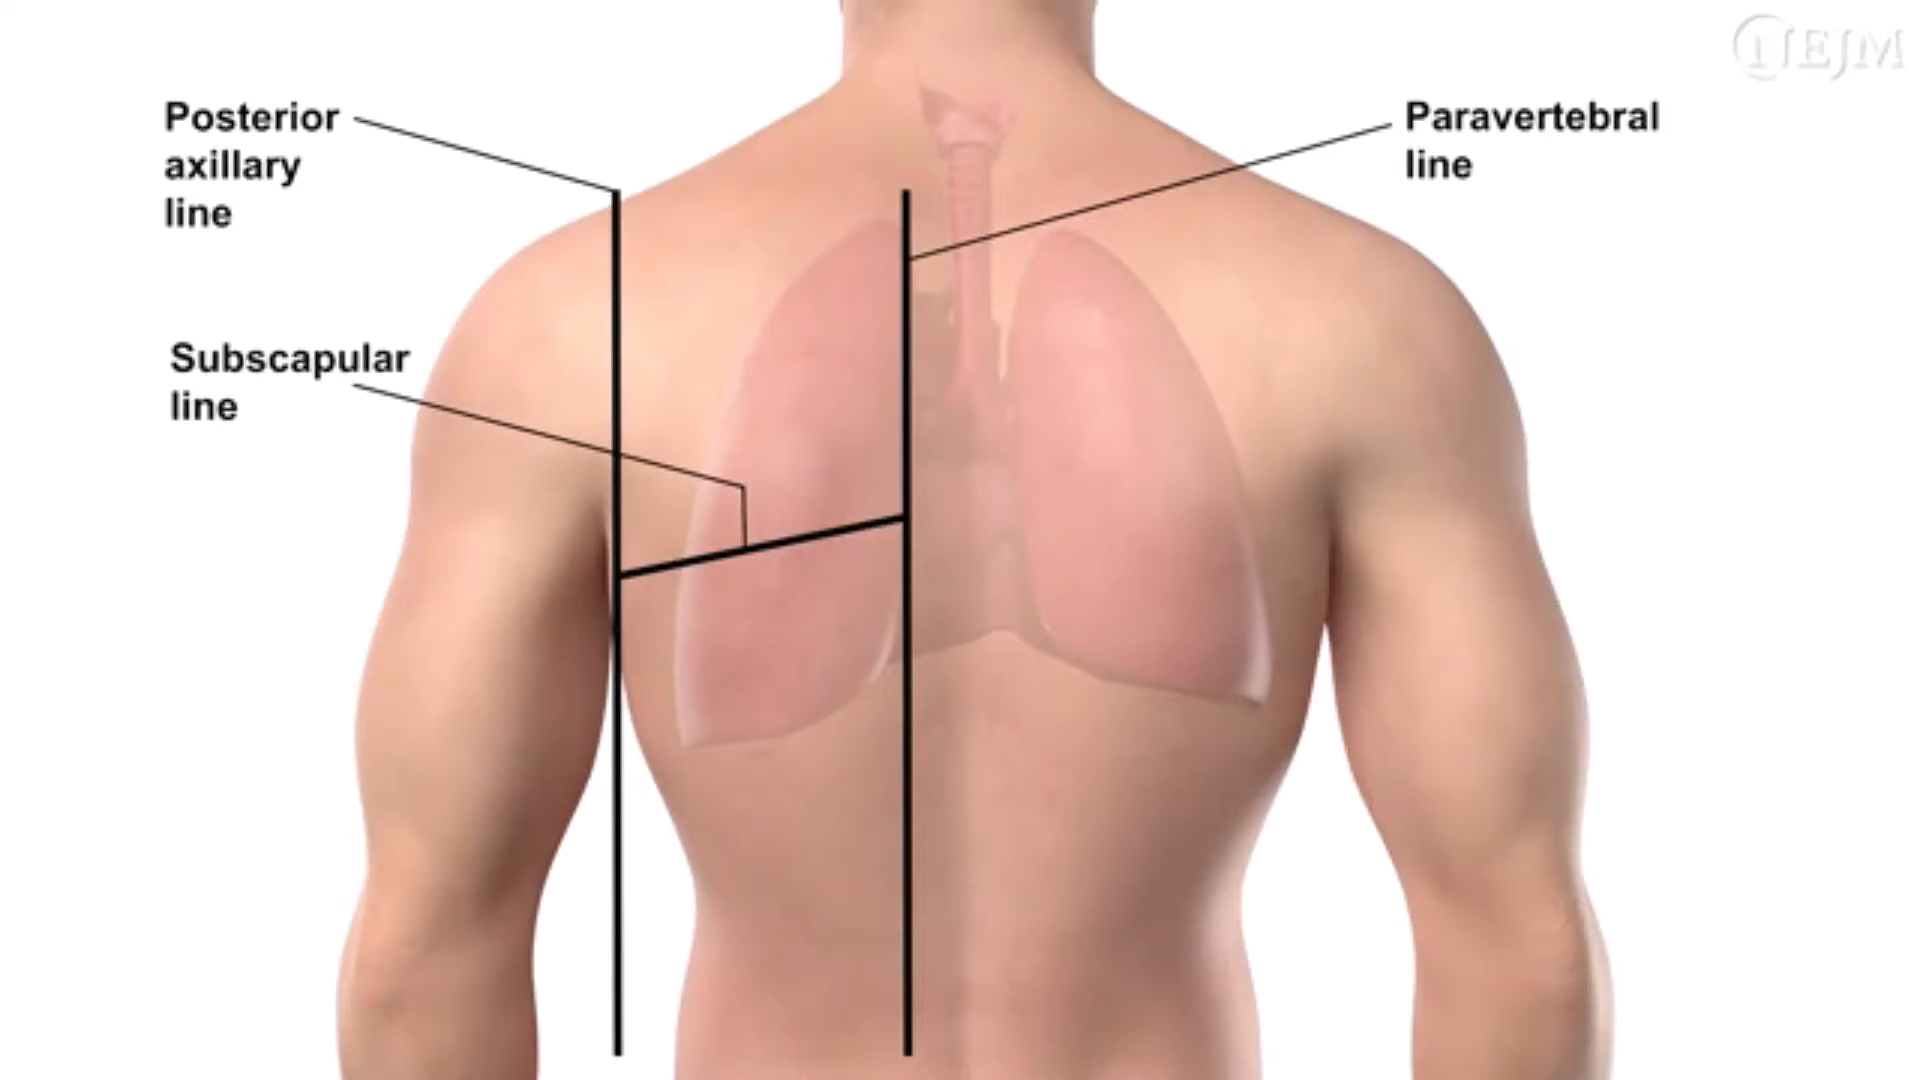 NEJM
Posterior
axillary
line
Paravertebral
line
Subscapular
line